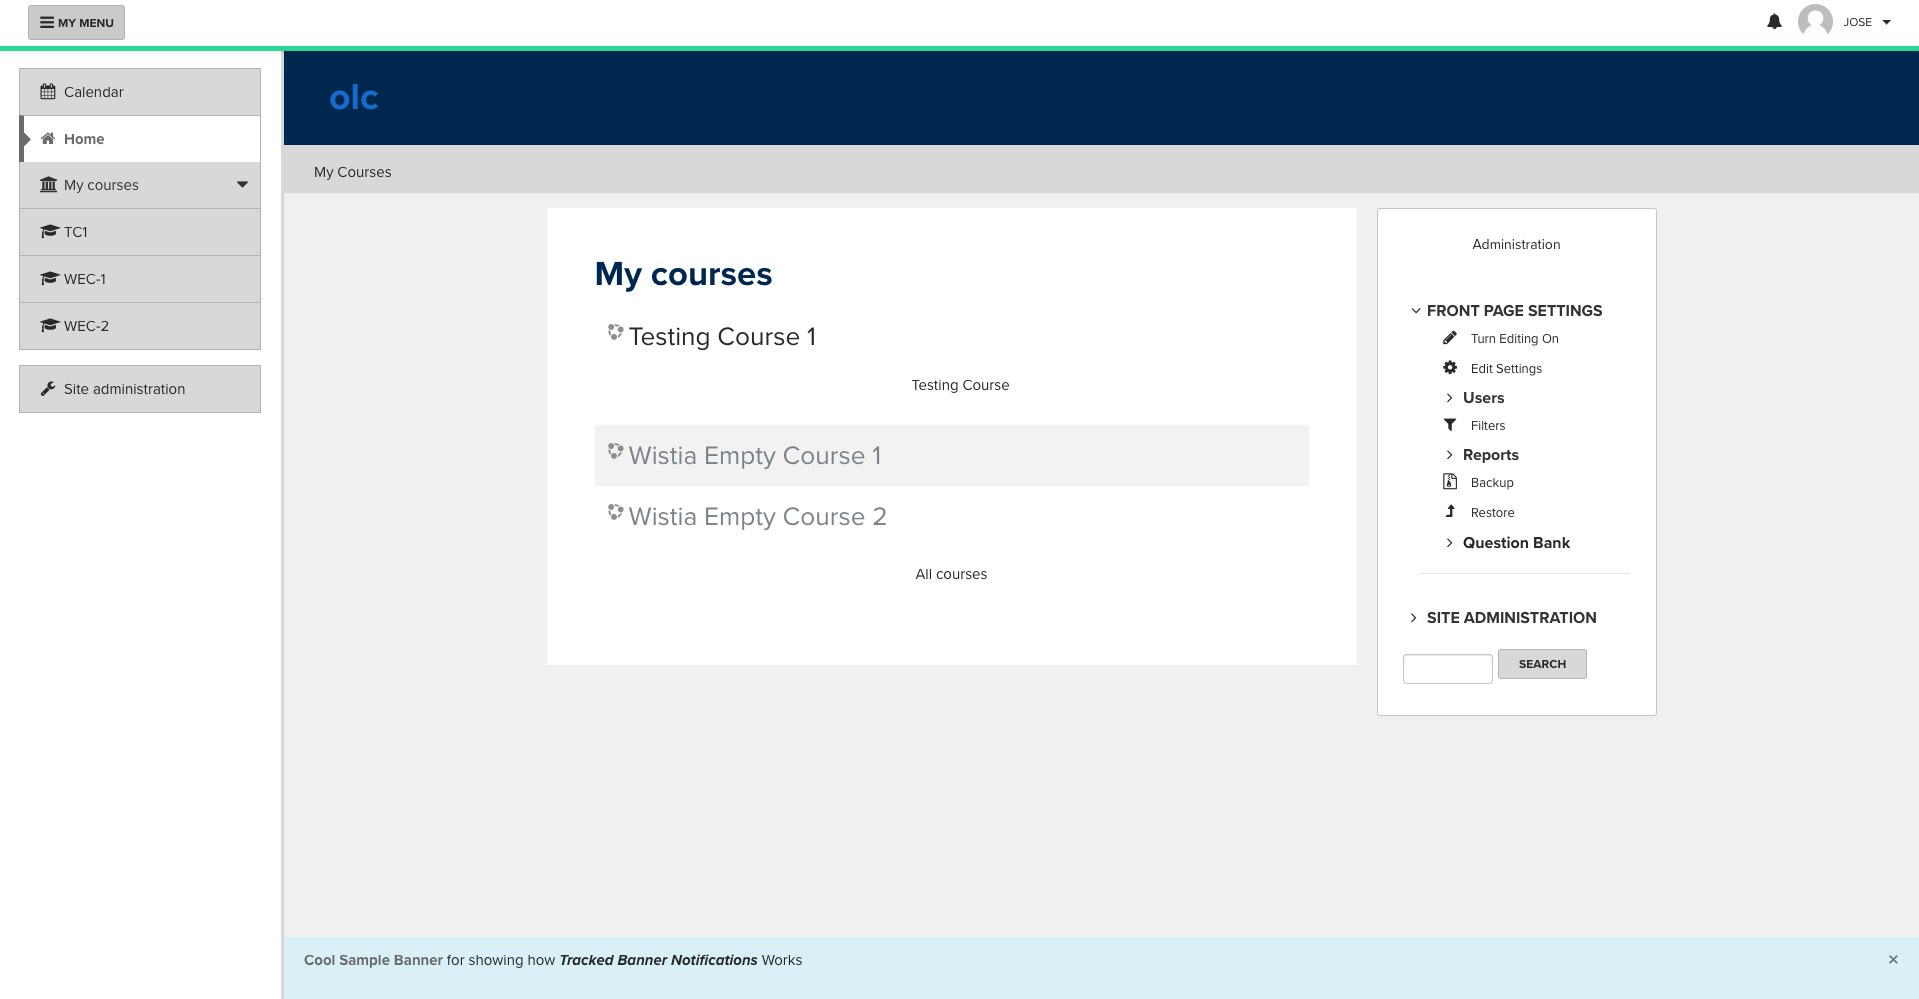 MY MENU
JOSE
Calendar
Home
My courses
TC1
WEC-1
WEC-2
Site administration
olc
My Courses
My courses
Testing Course 1
Testing Course
Wistia Empty Course 1
Wistia Empty Course 2
All courses
Administration
FRONT PAGE SETTINGS
Turn Editing On
Edit Settings
Users
Filters
Reports
Backup
Restore
Question Bank
SITE ADMINISTRATION
SEARCH
Cool Sample Banner for showing how Tracked Banner Notifications Works